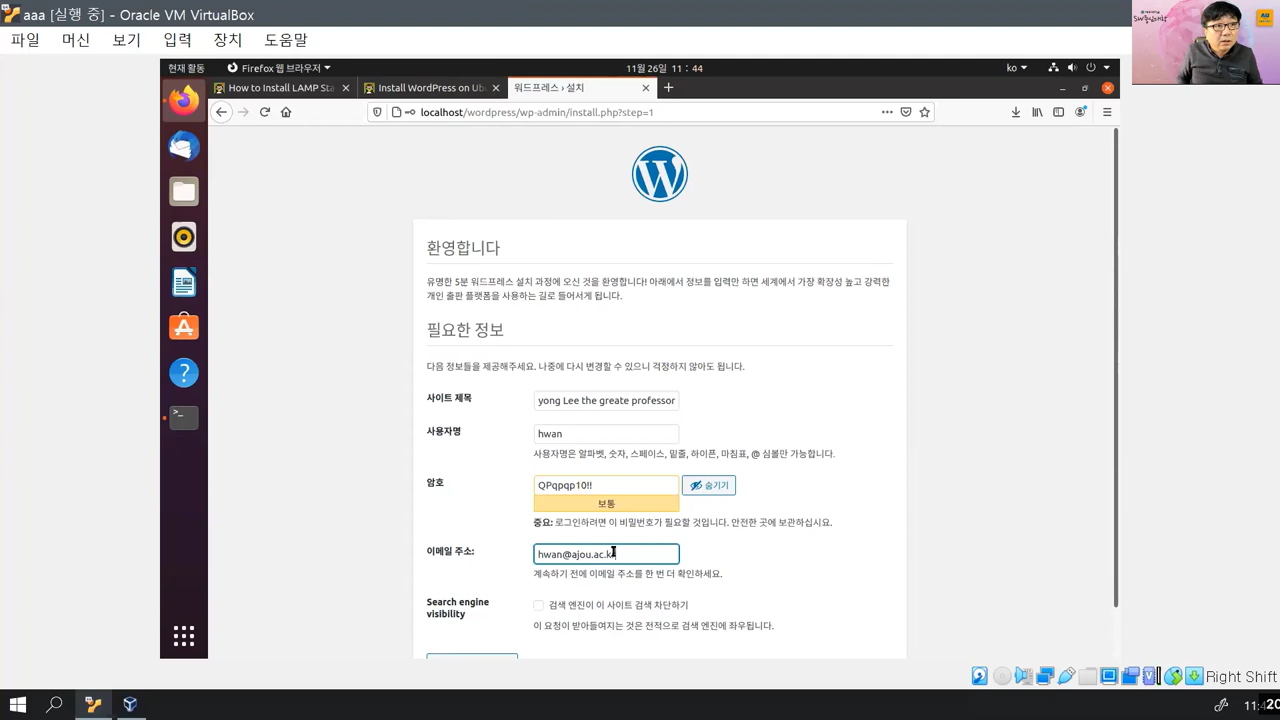 aaa [실행 중] - Oracle VM VirtualBox
파일 머신 보기 입력 장치 도움말
현재 활동 Firefox 웹 브라우저 11월 26일 11 : 44 ko
How to Install LAMP Sta Install WordPress on Ub 워드프레스 › 설치
localhost/wordpress/wp-admin/install.php?step=1
환영합니다
유명한 5분 워드프레스 설치 과정에 오신 것을 환영합니다! 아래에서 정보를 입력만 하면 세계에서 가장 확장성 높고 강력한
개인 출판 플랫폼을 사용하는 길로 들어서게 됩니다.
필요한 정보
다음 정보들을 제공해주세요. 나중에 다시 변경할 수 있으니 걱정하지 않아도 됩니다.
사이트 제목 yong Lee the greate professor
사용자명 hwan
사용자명은 알파벳, 숫자, 스페이스, 밑줄, 하이픈, 마침표, @ 심볼만 가능합니다.
암호 QPqpqp10!! 숨기기
보통
중요: 로그인하려면 이 비밀번호가 필요할 것입니다. 안전한 곳에 보관하십시요.
이메일 주소: hwan@ajou.ac.k
계속하기 전에 이메일 주소를 한 번 더 확인하세요.
Search engine
visibility
검색 엔진이 이 사이트 검색 차단하기
이 요청이 받아들여지는 것은 전적으로 검색 엔진에 좌우됩니다.
Right Shift
SW중심대학